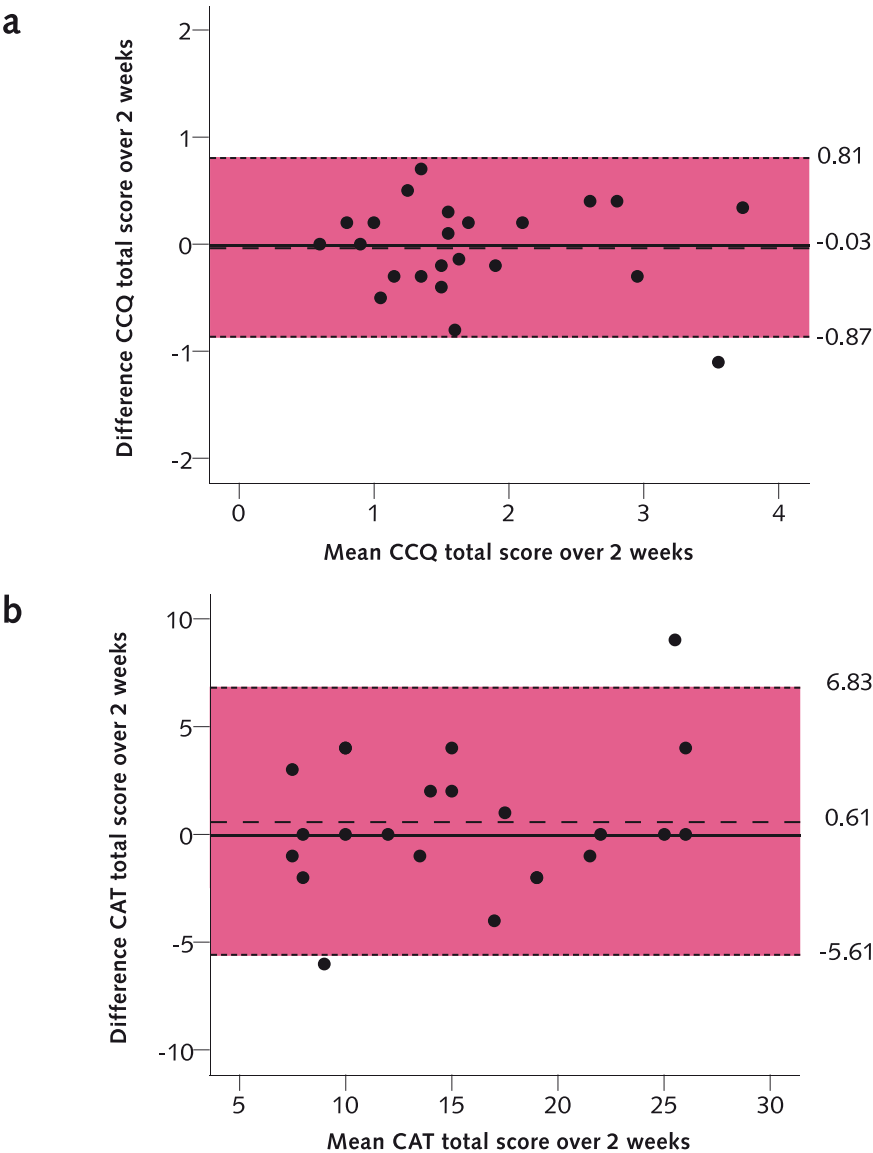 a
Difference CCQ total score over 2 weeks
2
1
0
-1
-2
0.81
-0.03
-0.87
0 1 2 3 4
Mean CCQ total score over 2 weeks
b
Difference CAT total score over 2 weeks
10
5
0
-5
-10
6.83
0.61
-5.61
5 10 15 20 25 30
Mean CAT total score over 2 weeks